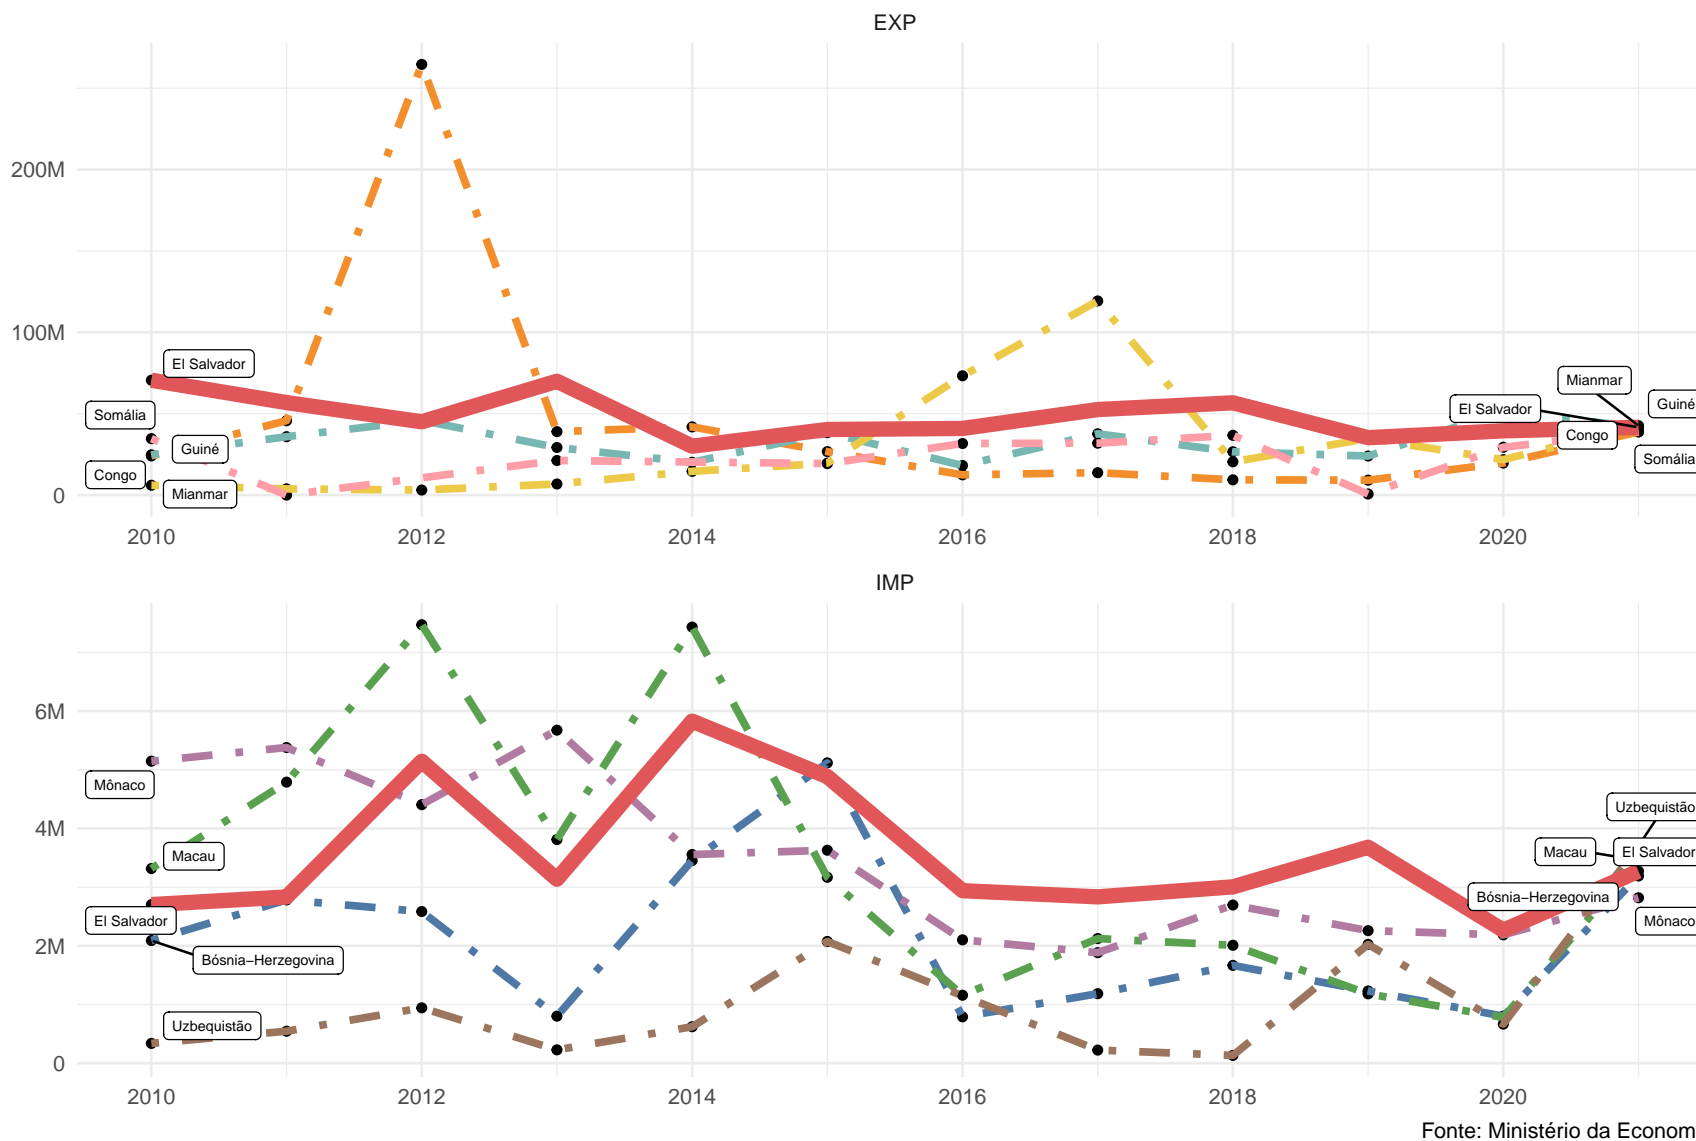 EXP
200M
100M
0
El Salvador
Somália
Guiné
Congo
Mianmar
Mianmar
Guiné
El Salvador
Congo
Somália
2010 2012 2014 2016 2018 2020
IMP
6M
4M
2M
0
Mônaco
Macau
El Salvador
Bósnia−Herzegovina
Uzbequistão
Uzbequistão
Macau
El Salvador
Bósnia−Herzegovina
Mônaco
2010 2012 2014 2016 2018 2020
Fonte: Ministério da Econom